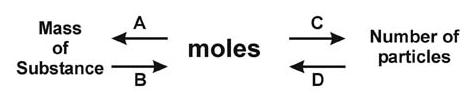 Mass
of
Substance
A
B
moles
C
D
Number of
particles